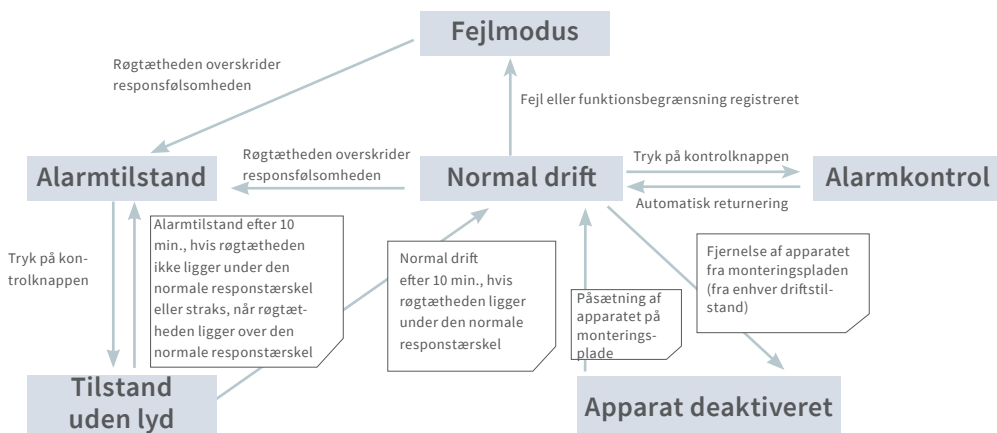 Fejlmodus
Røgtætheden overskrider
responsfølsomheden
Fejl eller funktionsbegrænsning registreret
Alarmtilstand
Røgtætheden overskrider
responsfølsomheden
Normal drift
Tryk på kontrolknappen
Automatisk returnering
Alarmkontrol
Tryk på kon-
trolknappen
Alarmtilstand efter 10
min., hvis røgtætheden
ikke ligger under den
normale responstærskel
eller straks, når røgtæt-
heden ligger over den
normale responstærskel
Normal drift
efter 10 min., hvis
røgtætheden ligger
under den normale
responstærskel
Påsætning af
apparatet på
monterings-
plade
Fjernelse af apparatet
fra monteringspladen
(fra enhver driftstil-
stand)
Tilstand
uden lyd
Apparat deaktiveret